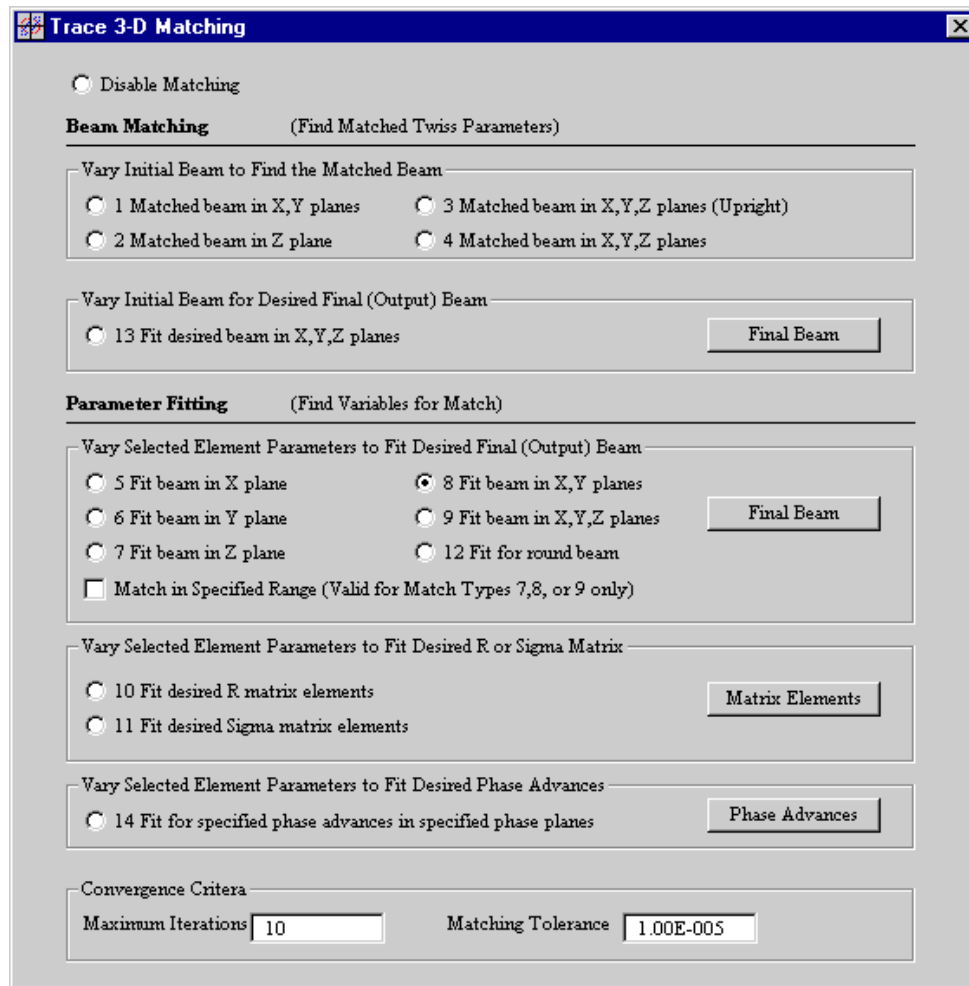 Trace 3-D Matching
Disable Matching
Beam Matching (Find Matched Twiss Parameters)
Vary Initial Beam to Find the Matched Beam
1 Matched beam in X,Y planes
3 Matched beam in X,Y,Z planes (Upright)
2 Matched beam in Z plane
4 Matched beam in X,Y,Z planes
Vary Initial Beam for Desired Final (Output) Beam
13 Fit desired beam in X,Y,Z planes
Final Beam
Parameter Fitting (Find Variables for Match)
Vary Selected Element Parameters to Fit Desired Final (Output) Beam
5 Fit beam in X plane
8 Fit beam in X,Y planes
6 Fit beam in Y plane
9 Fit beam in X,Y,Z planes
Final Beam
7 Fit beam in Z plane
12 Fit for round beam
Match in Specified Range (Valid for Match Types 7,8, or 9 only)
Vary Selected Element Parameters to Fit Desired R or Sigma Matrix
10 Fit desired R matrix elements
Matrix Elements
11 Fit desired Sigma matrix elements
Vary Selected Element Parameters to Fit Desired Phase Advances
14 Fit for specified phase advances in specified phase planes
Phase Advances
Convergence Critera
Maximum Iterations 10
Matching Tolerance 1.00E-005